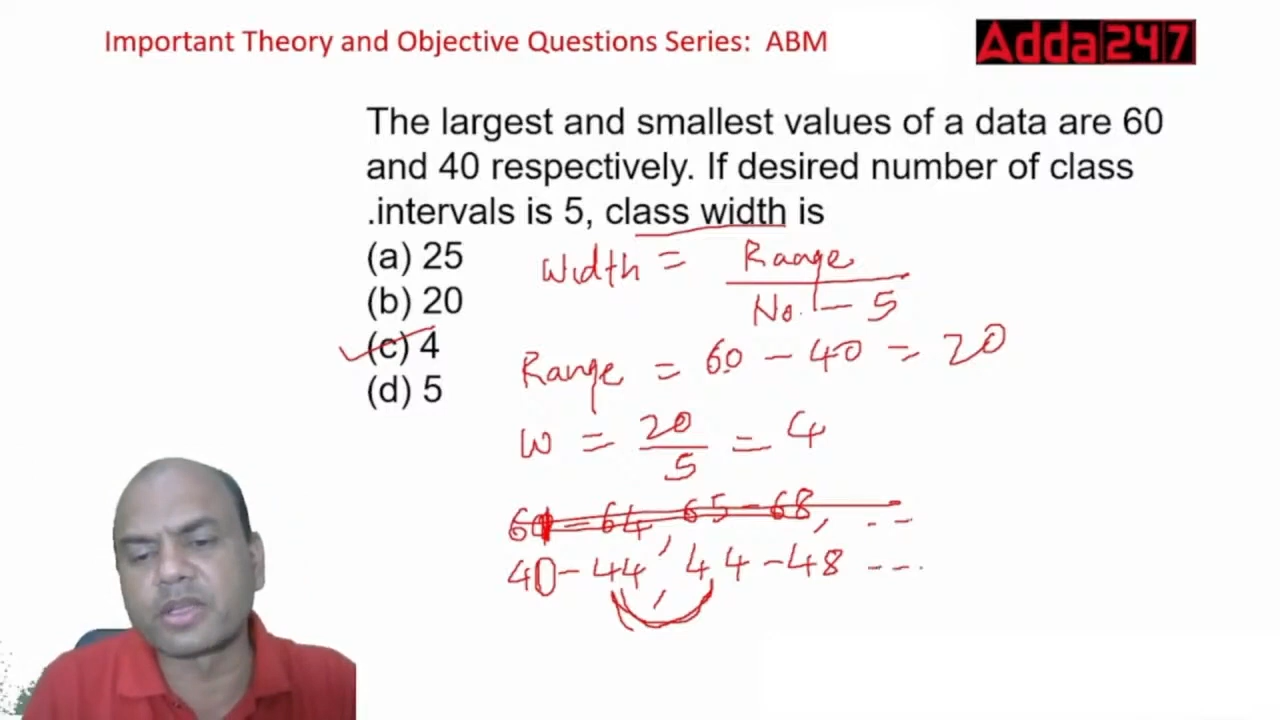 Important Theory and Objective Questions Series: ABM
Adda247
The largest and smallest values of a data are 60
and 40 respectively. If desired number of class
.intervals is 5, class width is
(a) 25
(b) 20
(c) 4
(d) 5
Width = Range
No. - 5
Range = 60 - 40 = 20
W = 20
5
= 4
- 64, 65 - 68, - -
40 - 44, 44 - 48 - - -